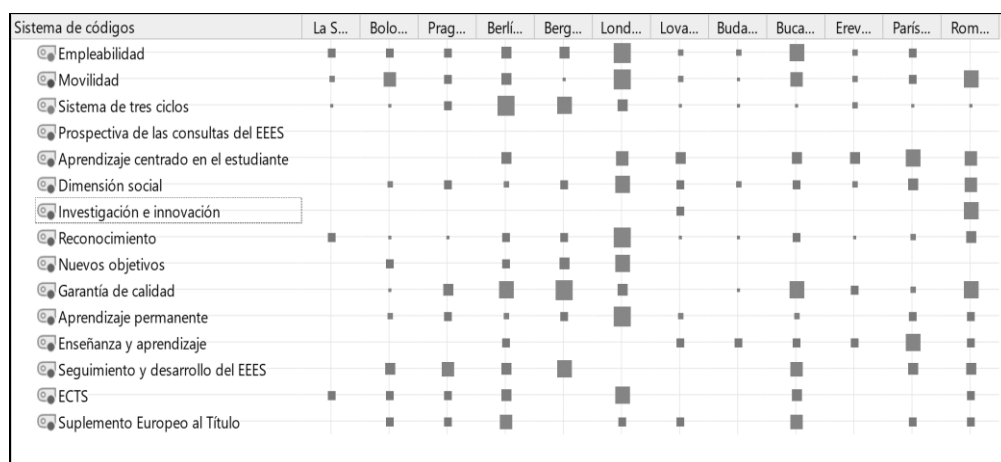 Sistema de códigos La S... Bolo... Prag... Berlí... Berg... Lond... Lova... Buda... Buca... Erev... París... Rom...
Empleabilidad
Movilidad
Sistema de tres ciclos
Prospectiva de las consultas del EEES
Aprendizaje centrado en el estudiante
Dimensión social
Investigación e innovación
Reconocimiento
Nuevos objetivos
Garantía de calidad
Aprendizaje permanente
Enseñanza y aprendizaje
Seguimiento y desarrollo del EEES
ECTS
Suplemento Europeo al Título